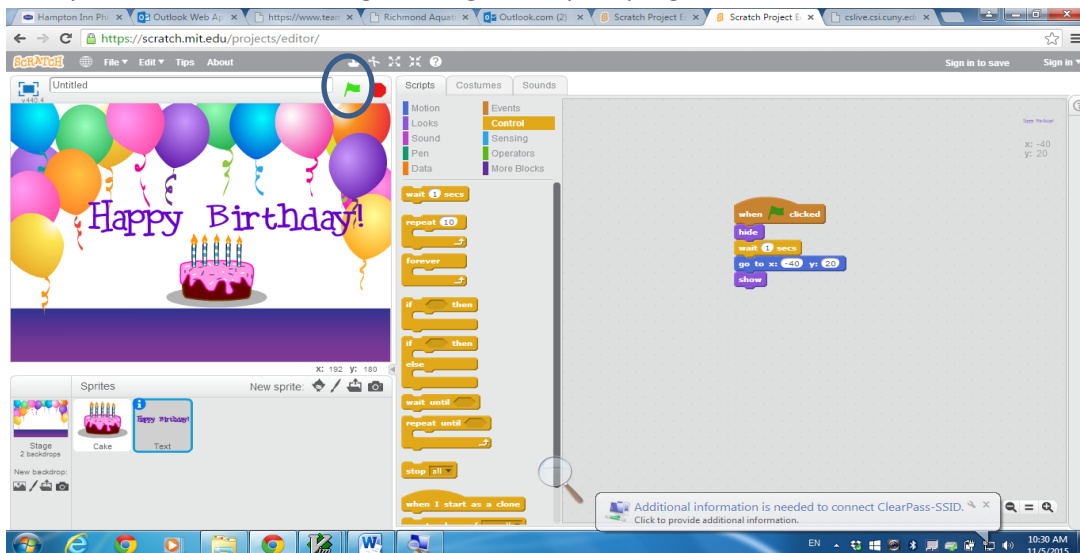 Hampton Inn Phi
Outlook Web Ap
https://www.team
Richmond Aquat
Outlook.com (2)
Scratch Project E
Scratch Project E
cslive.csi.cuny.edu
https://scratch.mit.edu/projects/editor/
SCRATCH File Edit Tips About
Sign in to save Sign in
Untitled
v440.4
Happy Birthday!
X: 192 y: 180
Sprites
New sprite:
Happy Birthday!
Stage
2 backdrops
Cake
Text
New backdrop:
Scripts Costumes Sounds
Motion Events
Looks Control
Sound Sensing
Pen Operators
Data More Blocks
wait 1 secs
repeat 10
forever
if then
if then
else
wait until
repeat until
stop all
when I start as a clone
when clicked
hide
wait 1 secs
go to x: -40 y: 20
show
x: -40
y: 20
Additional information is needed to connect ClearPass-SSID.
Click to provide additional information.
EN
10:30 AM
11/5/2015